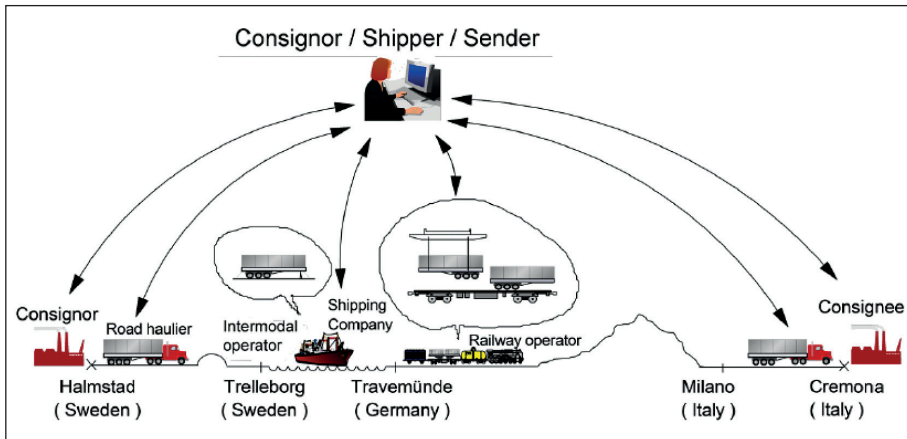 Consignor / Shipper / Sender
Consignor
Road haulier
Intermodal
operator
Shipping
Company
Railway operator
Consignee
Halmstad
( Sweden )
Trelleborg
( Sweden )
Travemünde
( Germany )
Milano
( Italy )
Cremona
( Italy )